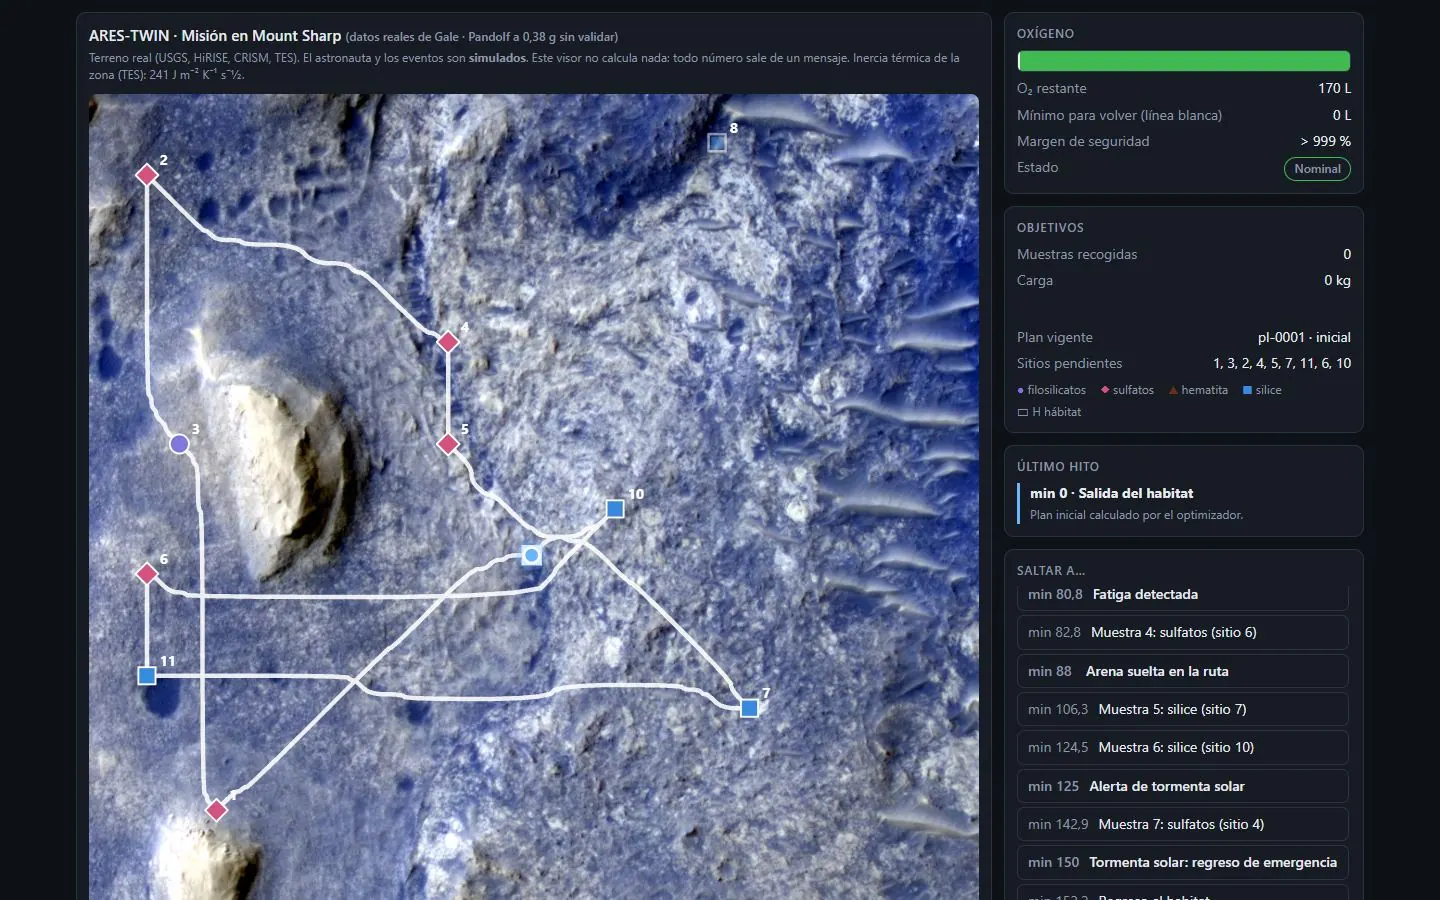 ARES-TWIN · Misión en Mount Sharp (datos reales de Gale · Pandolf a 0,38 g sin validar)
Terreno real (USGS, HiRISE, CRISM, TES). El astronauta y los eventos son simulados. Este visor no calcula nada: todo número sale de un mensaje. Inercia térmica de la
zona (TES): 241 J m⁻² K⁻¹ s⁻½.
8
2
4
3
5
10
6
11
7
OXÍGENO
O₂ restante 170 L
Mínimo para volver (línea blanca) 0 L
Margen de seguridad > 999 %
Estado Nominal
OBJETIVOS
Muestras recogidas 0
Carga 0 kg
Plan vigente pl-0001 · inicial
Sitios pendientes 1, 3, 2, 4, 5, 7, 11, 6, 10
filosilicatos sulfatos hematita silice
H hábitat
ÚLTIMO HITO
min 0 · Salida del habitat
Plan inicial calculado por el optimizador.
SALTAR A...
min 80,8 Fatiga detectada
min 82,8 Muestra 4: sulfatos (sitio 6)
min 88 Arena suelta en la ruta
min 106,3 Muestra 5: silice (sitio 7)
min 124,5 Muestra 6: silice (sitio 10)
min 125 Alerta de tormenta solar
min 142,9 Muestra 7: sulfatos (sitio 4)
min 150 Tormenta solar: regreso de emergencia